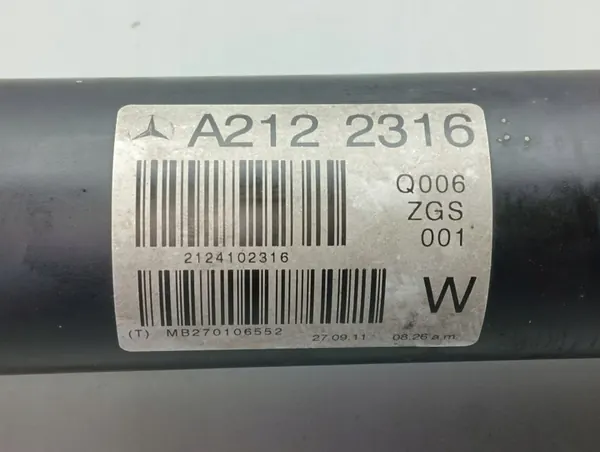 A212 2316
Q006
ZGS
001
2124102316
W
(T) MB270106552 27.09.11 08.26 a.m.